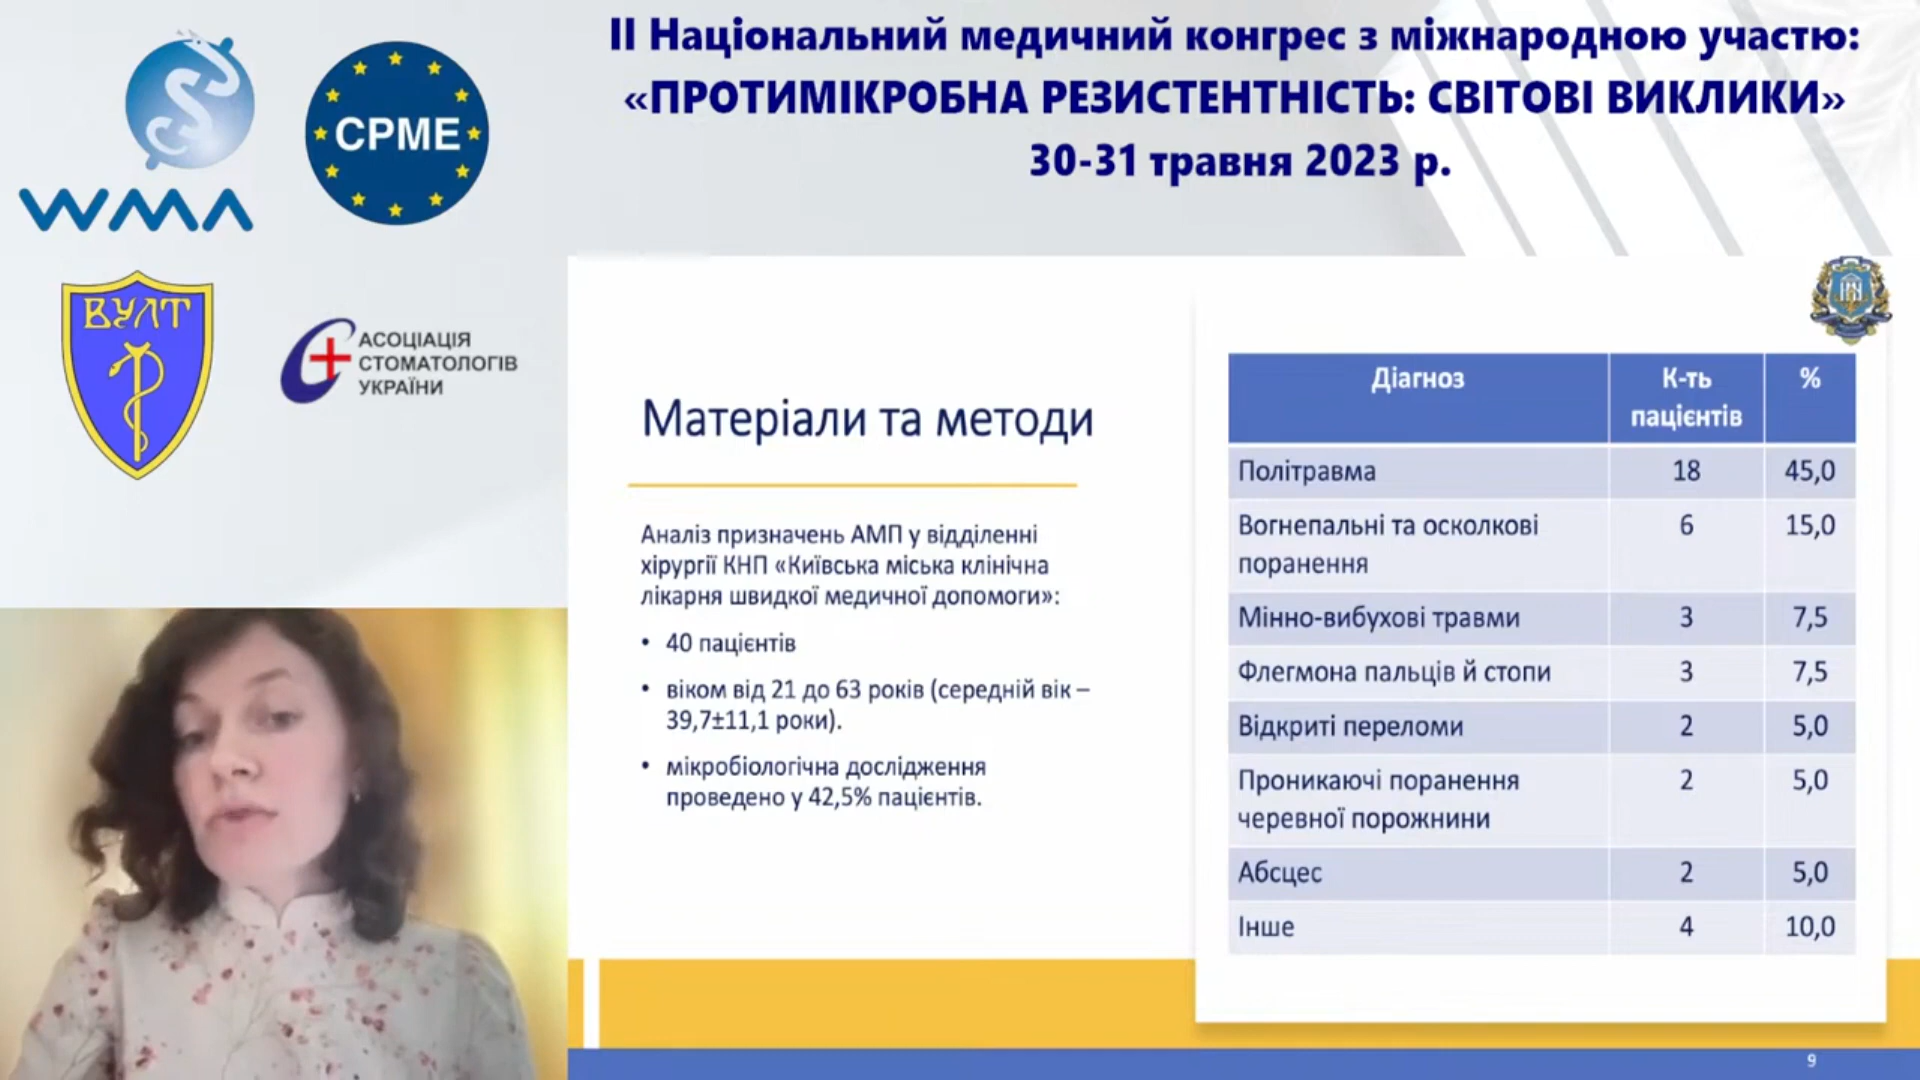 ІІ Національний медичний конгрес з міжнародною участю:
«ПРОТИМІКРОБНА РЕЗИСТЕНТНІСТЬ: СВІТОВІ ВИКЛИКИ»
30-31 травня 2023 р.
WMA
CPME
ВУЛТ
АСОЦІАЦІЯ
СТОМАТОЛОГІВ
УКРАЇНИ
Матеріали та методи
Аналіз призначень АМП у відділенні
хірургії КНП «Київська міська клінічна
лікарня швидкої медичної допомоги»:
• 40 пацієнтів
• віком від 21 до 63 років (середній вік –
39,7±11,1 роки).
• мікробіологічна дослідження
проведено у 42,5% пацієнтів.
Діагноз К-ть %
пацієнтів
Політравма 18 45,0
Вогнепальні та осколкові 6 15,0
поранення
Мінно-вибухові травми 3 7,5
Флегмона пальців й стопи 3 7,5
Відкриті переломи 2 5,0
Проникаючі поранення 2 5,0
черевної порожнини
Абсцес 2 5,0
Інше 4 10,0
9